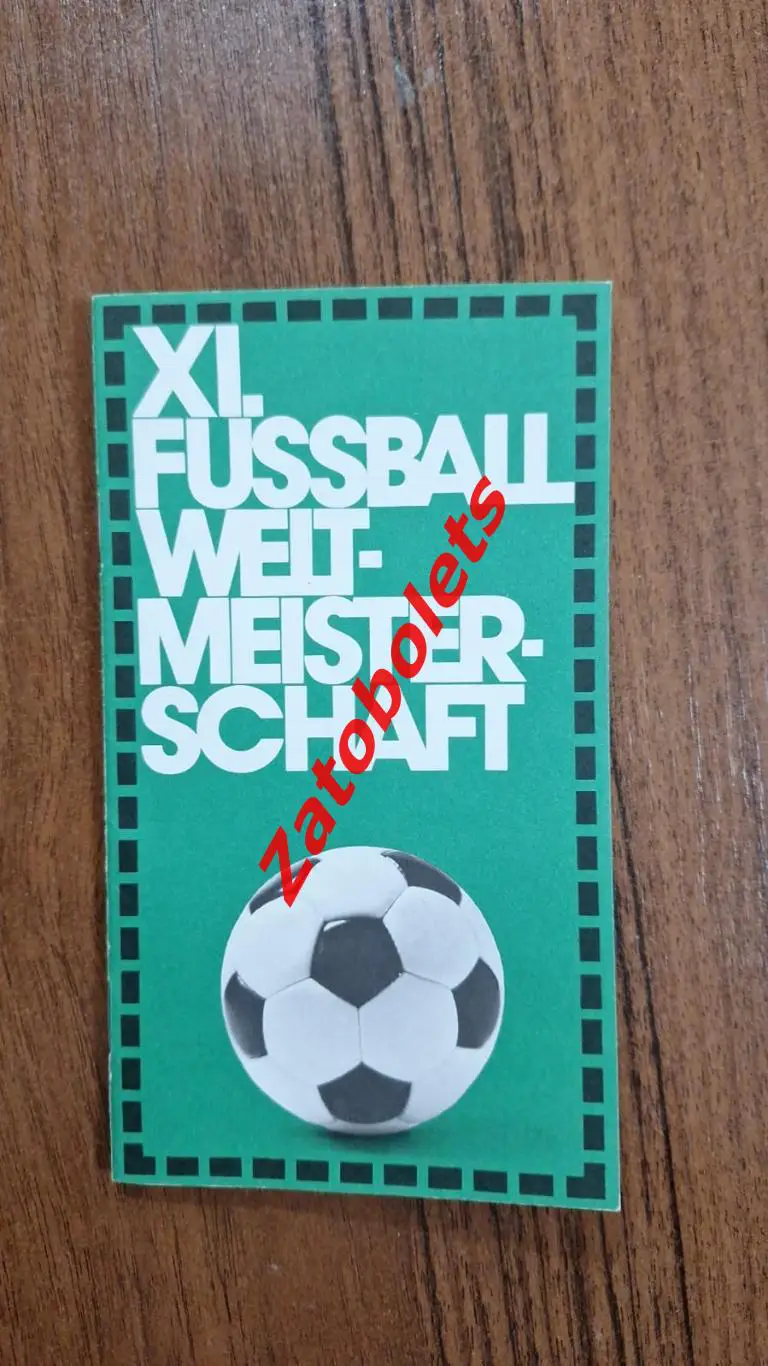 XI.
FUSSBALL
WELT-
MEISTER-
SCHAFT
Zatobolets